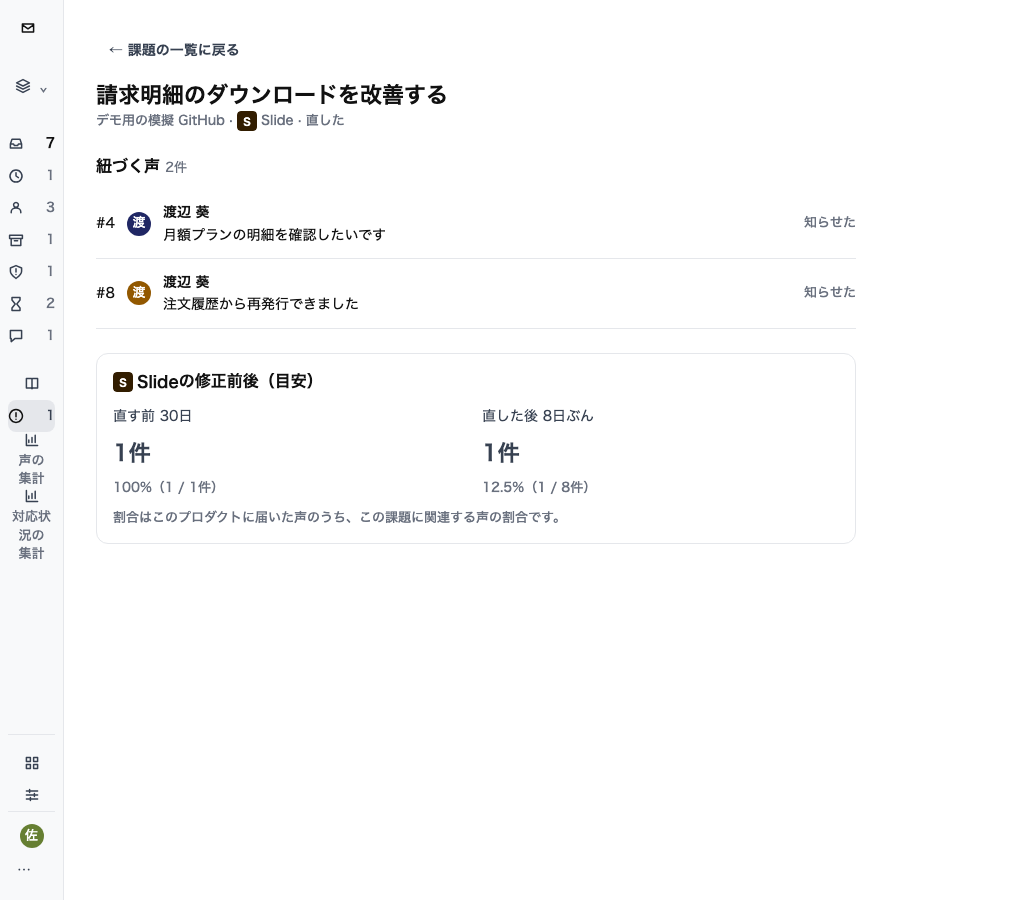 7
1
3
1
1
2
1
1
声の
集計
対応状
況の
集計
佐
…
← 課題の一覧に戻る
請求明細のダウンロードを改善する
デモ用の模擬 GitHub · S Slide · 直した
紐づく声 2件
#4 渡 渡辺 葵 知らせた
月額プランの明細を確認したいです
#8 渡 渡辺 葵 知らせた
注文履歴から再発行できました
S Slideの修正前後（目安）
直す前 30日
1件
100%（1 / 1件）
直した後 8日ぶん
1件
12.5%（1 / 8件）
割合はこのプロダクトに届いた声のうち、この課題に関連する声の割合です。